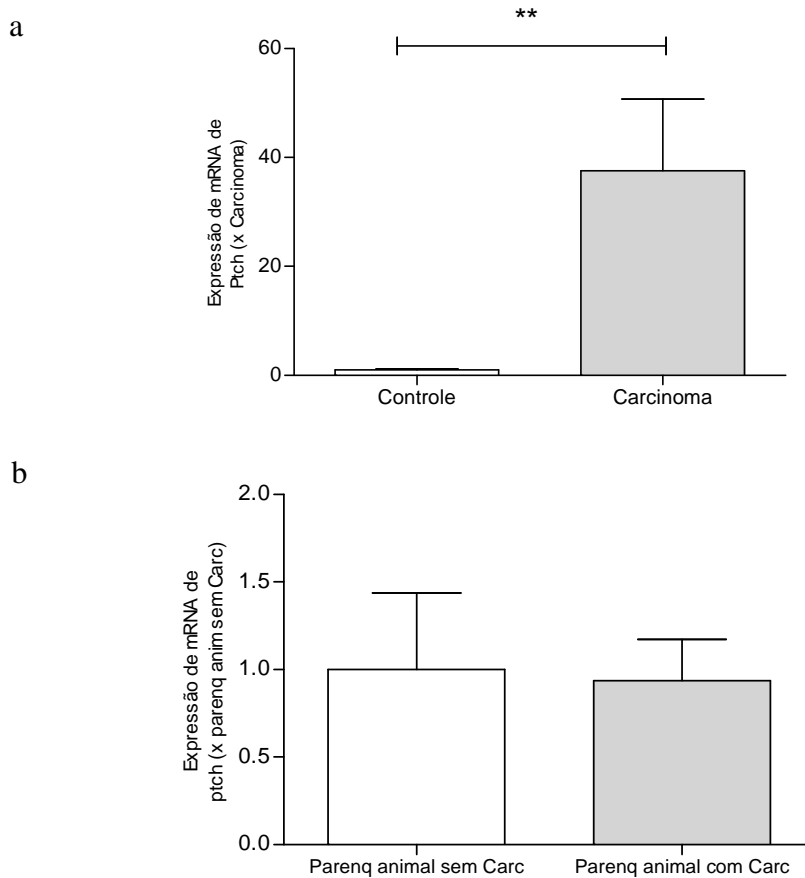 a
**
60
40
20
0
Expressão de mRNA de
Ptch (x Carcinoma)
Controle
Carcinoma
b
2.0
1.5
1.0
0.5
0.0
Expressão de mRNA de
ptch (x parenq anim sem Carc)
Parenq animal sem Carc
Parenq animal com Carc